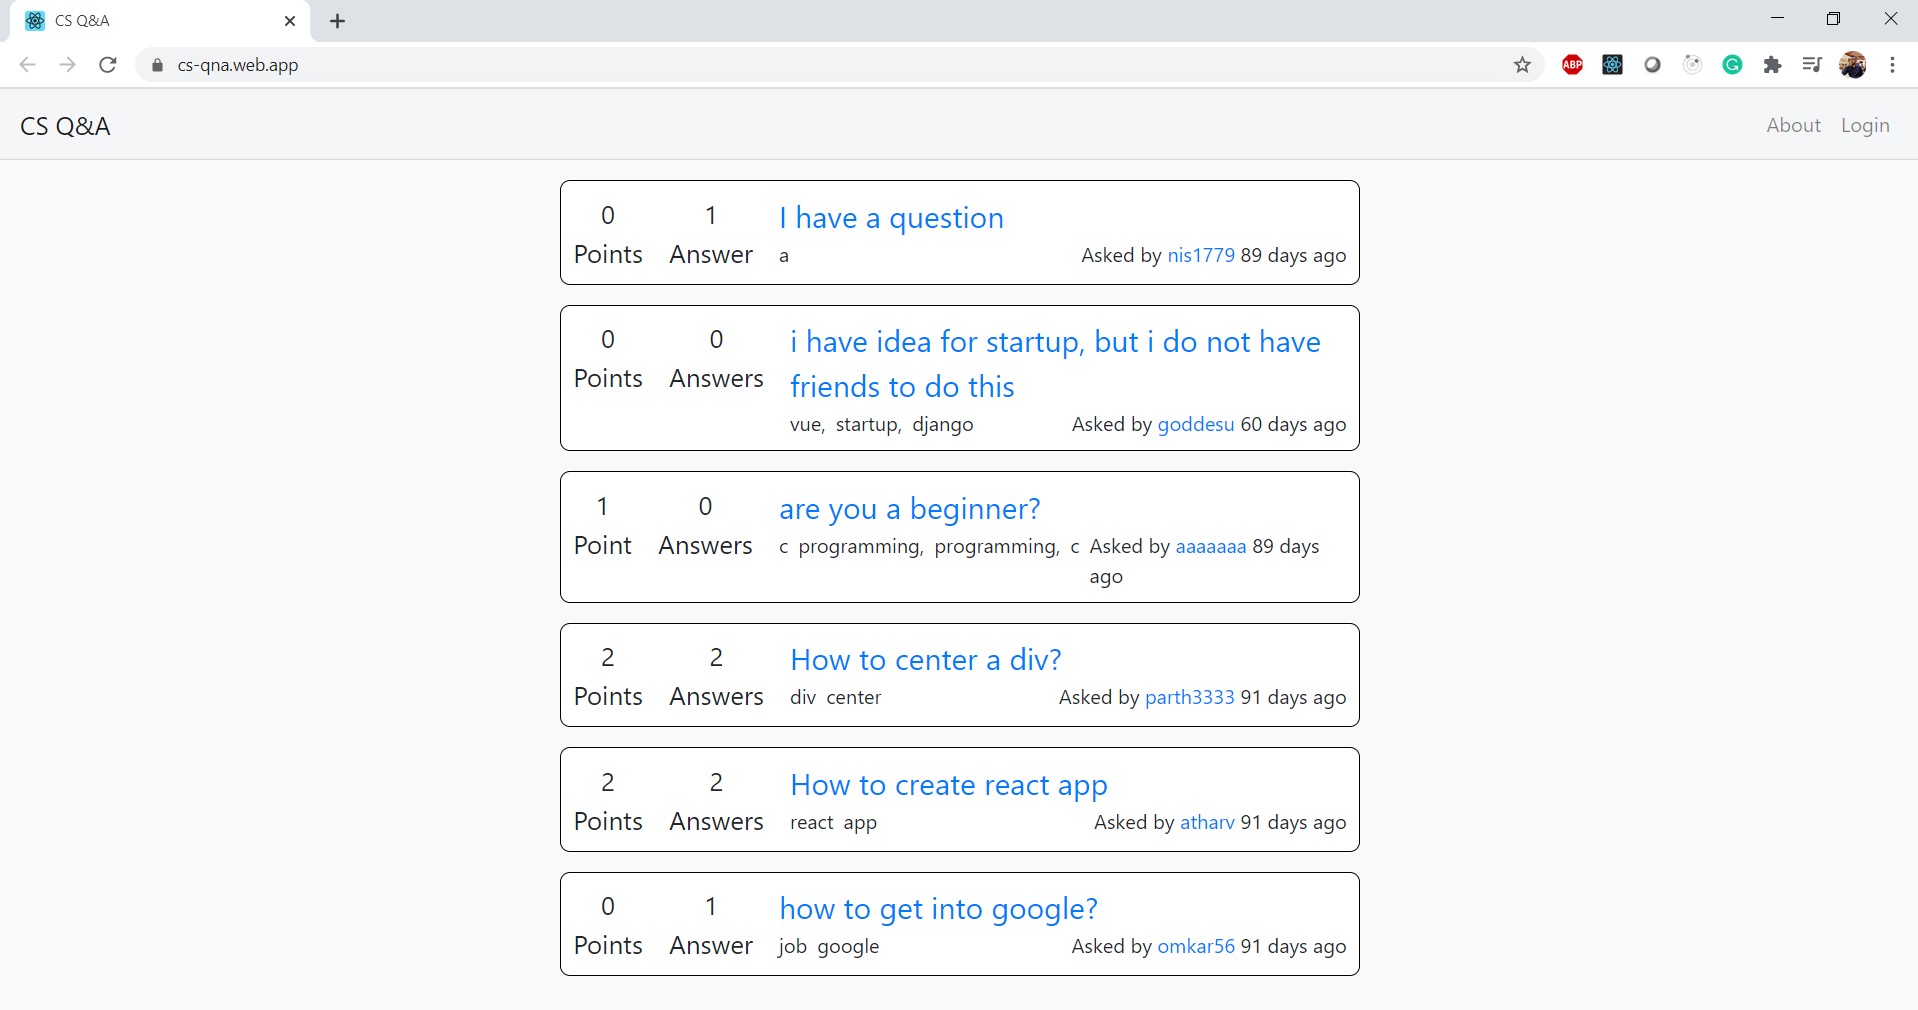 CS Q&A
cs-qna.web.app
ABP
CS Q&A
About Login
0 1 I have a question
Points Answer a Asked by nis1779 89 days ago
0 0 i have idea for startup, but i do not have
Points Answers friends to do this
vue, startup, django Asked by goddesu 60 days ago
1 0 are you a beginner?
Point Answers c programming, programming, c Asked by aaaaaaa 89 days
ago
2 2 How to center a div?
Points Answers div center Asked by parth3333 91 days ago
2 2 How to create react app
Points Answers react app Asked by atharv 91 days ago
0 1 how to get into google?
Points Answer job google Asked by omkar56 91 days ago